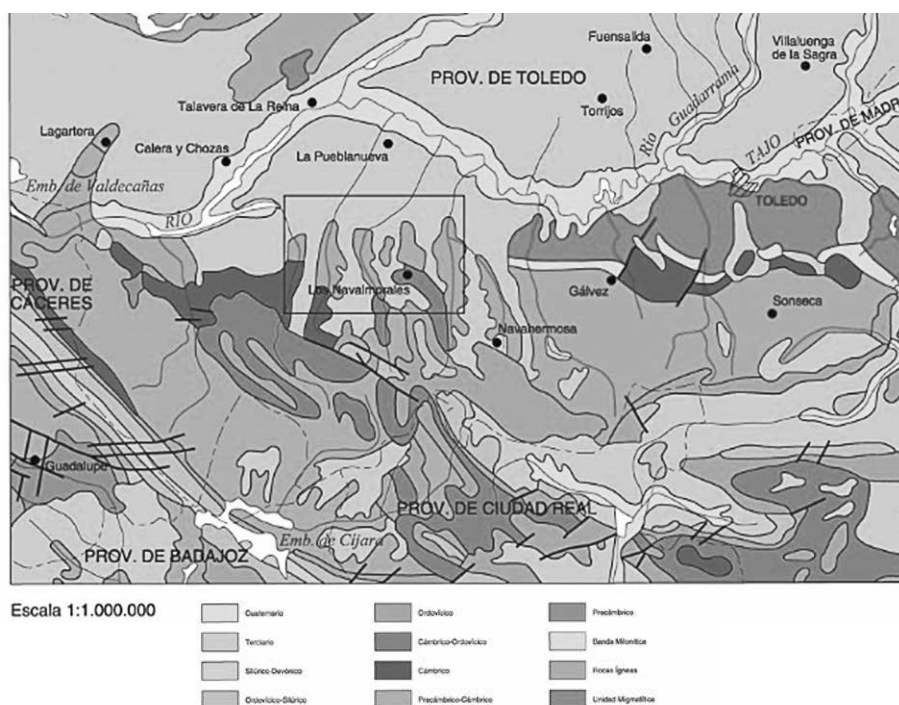 Fuensalida
Villaluenga
de la Sagra
PROV. DE TOLEDO
Talavera de La Reina
Torrijos
Río Guadarrama
Lagartera
PROV. DE MADR
TAJO
Calera y Chozas
La Pueblanueva
Emb. de Valdecañas
RIO
TOLEDO
PROV. DE
CÁCERES
Los Navalmorales
Gálvez
Sonseca
Navahermosa
Guadalupe
PROV. DE CIUDAD REAL
Emb. de Cijara
PROV. DE BADAJOZ
Escala 1:1.000.000
Cuaternario
Ordovícico
Precámbrico
Terciario
Cámbrico-Ordovícico
Banda Milonítica
Silúrico-Devónico
Cámbrico
Rocas Ígneas
Ordovícico-Silúrico
Precámbrico-Cámbrico
Unidad Migmatítica